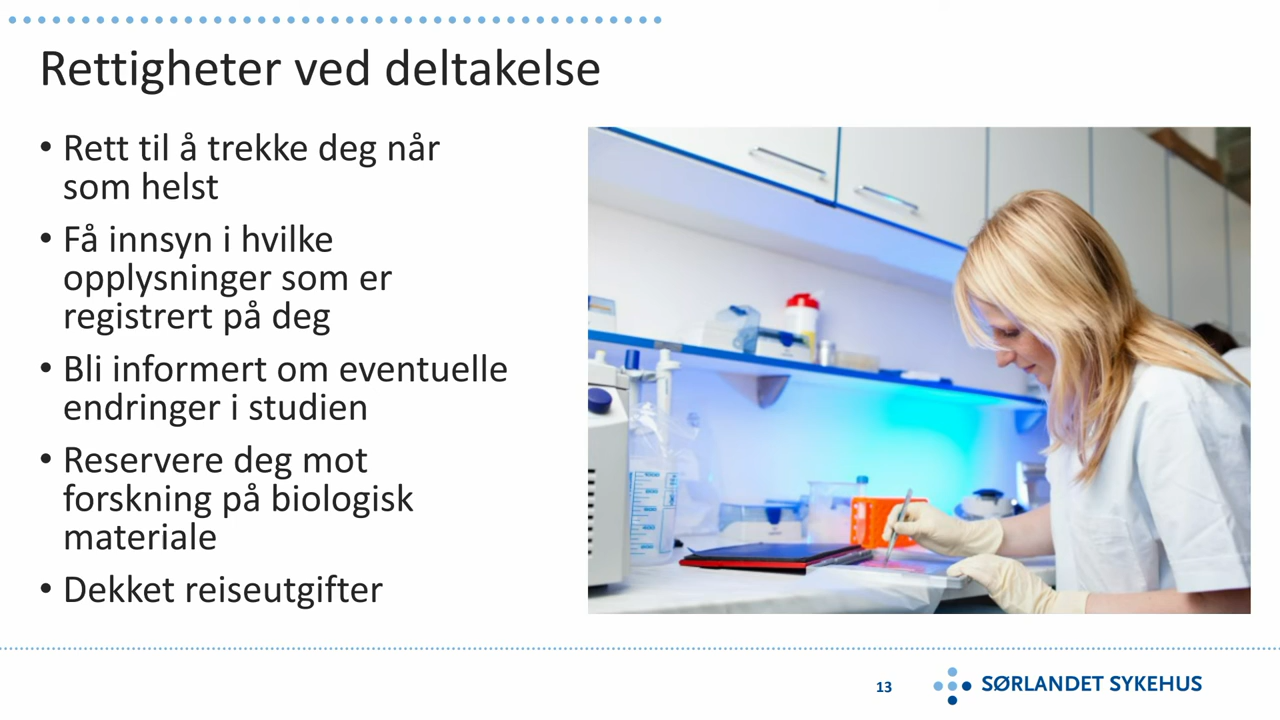 Rettigheter ved deltakelse
• Rett til å trekke deg når
som helst
• Få innsyn i hvilke
opplysninger som er
registrert på deg
• Bli informert om eventuelle
endringer i studien
• Reservere deg mot
forskning på biologisk
materiale
• Dekket reiseutgifter
13
SØRLANDET SYKEHUS